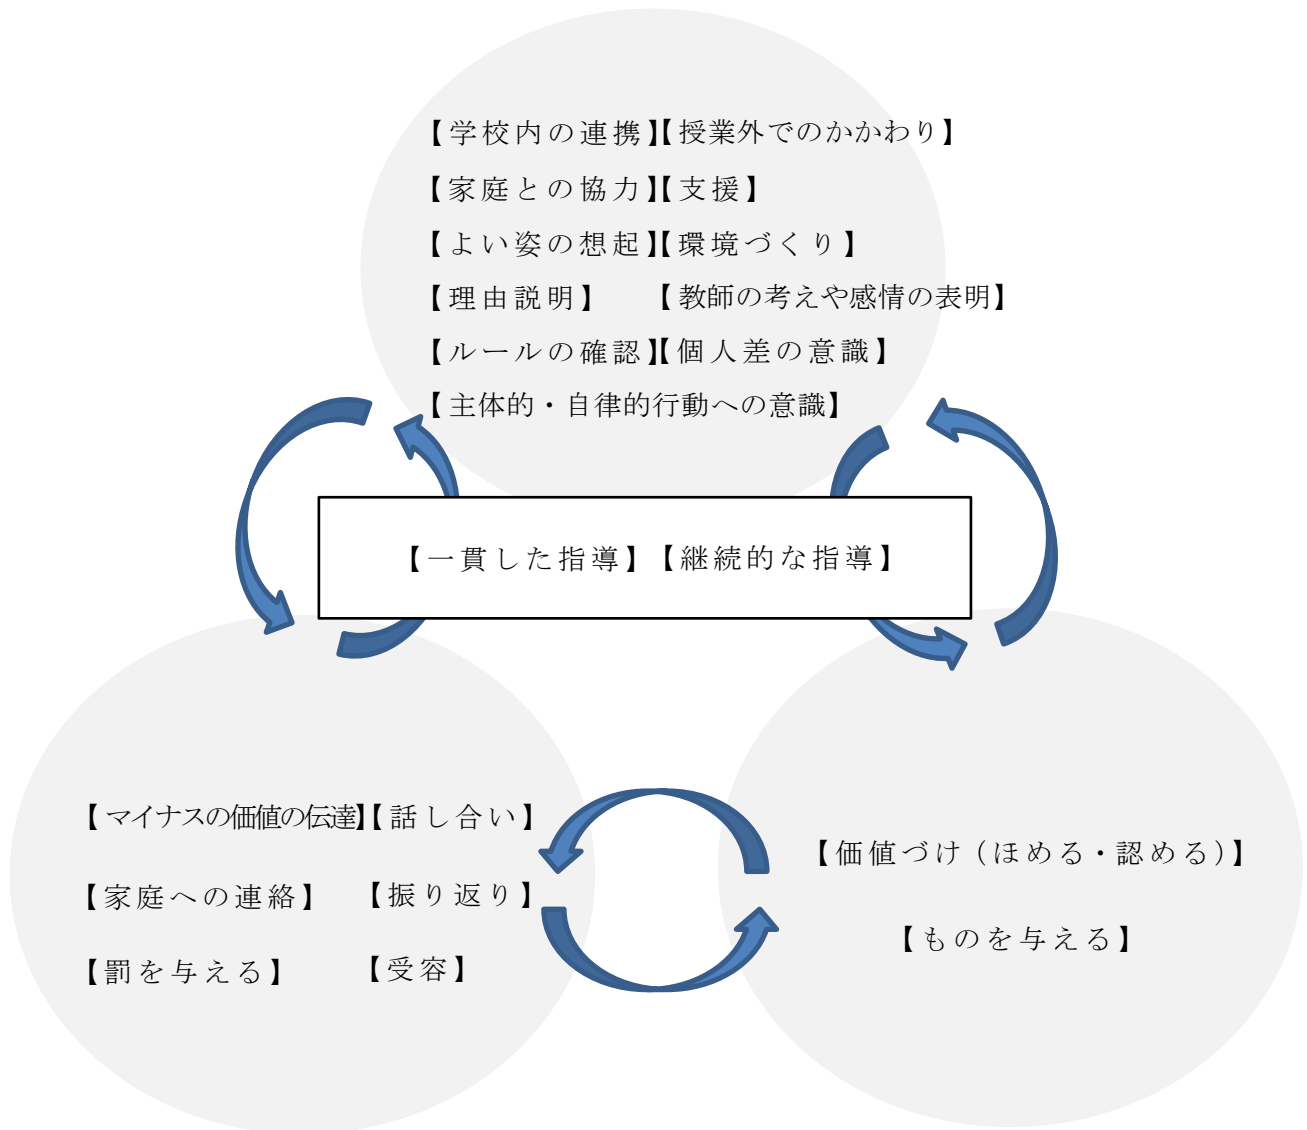 【学校内の連携】【授業外でのかかわり】
【家庭との協力】【支援】
【よい姿の想起】【環境づくり】
【理由説明】 【教師の考えや感情の表明】
【ルールの確認】【個人差の意識】
【主体的・自律的行動への意識】
【一貫した指導】【継続的な指導】
【マイナスの価値の伝達】【話し合い】
【家庭への連絡】 【振り返り】
【罰を与える】 【受容】
【価値づけ（ほめる・認める）】
【ものを与える】